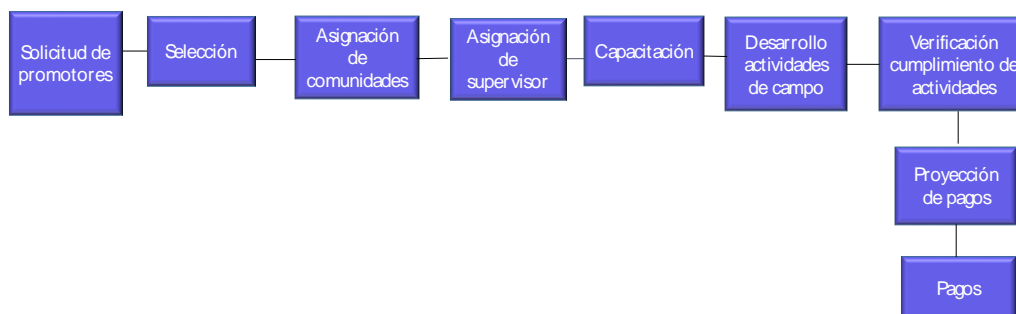 Solicitud de
promotores
Selección
Asignación
de
comunidades
Asignación
de
supervisor
Capacitación
Desarrollo
actividades
de campo
Verificación
cumplimiento de
actividades
Proyección
de pagos
Pagos